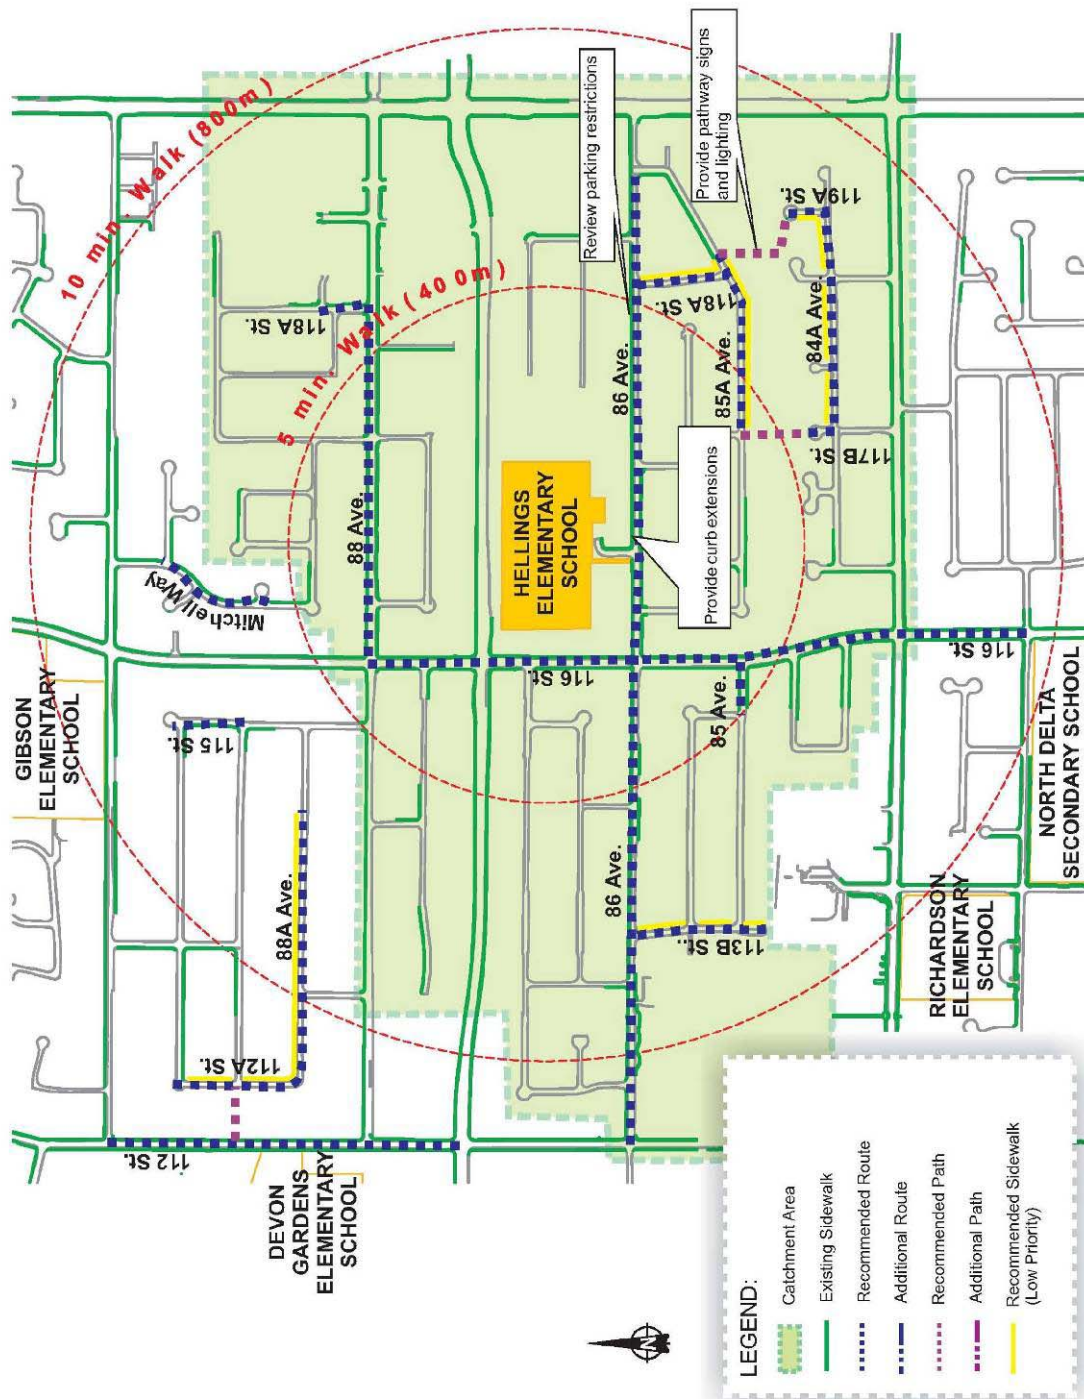 10 min. Walk (800m)
5 min. Walk (400m)
GIBSON
ELEMENTARY
SCHOOL
Mitchell Way
118A St.
88 Ave.
115 St.
88A Ave.
112A St.
112 St.
DEVON
GARDENS
ELEMENTARY
SCHOOL
HELLINGS
ELEMENTARY
SCHOOL
116 St.
Review parking restrictions
Provide pathway signs
and lighting
86 Ave.
118A St.
119A St.
85A Ave.
84A Ave.
117B St.
Provide curb extensions
85 Ave.
86 Ave.
113B St..
116 St.
NORTH DELTA
SECONDARY SCHOOL
RICHARDSON
ELEMENTARY
SCHOOL
N
LEGEND:
Catchment Area
Existing Sidewalk
Recommended Route
Additional Route
Recommended Path
Additional Path
Recommended Sidewalk
(Low Priority)